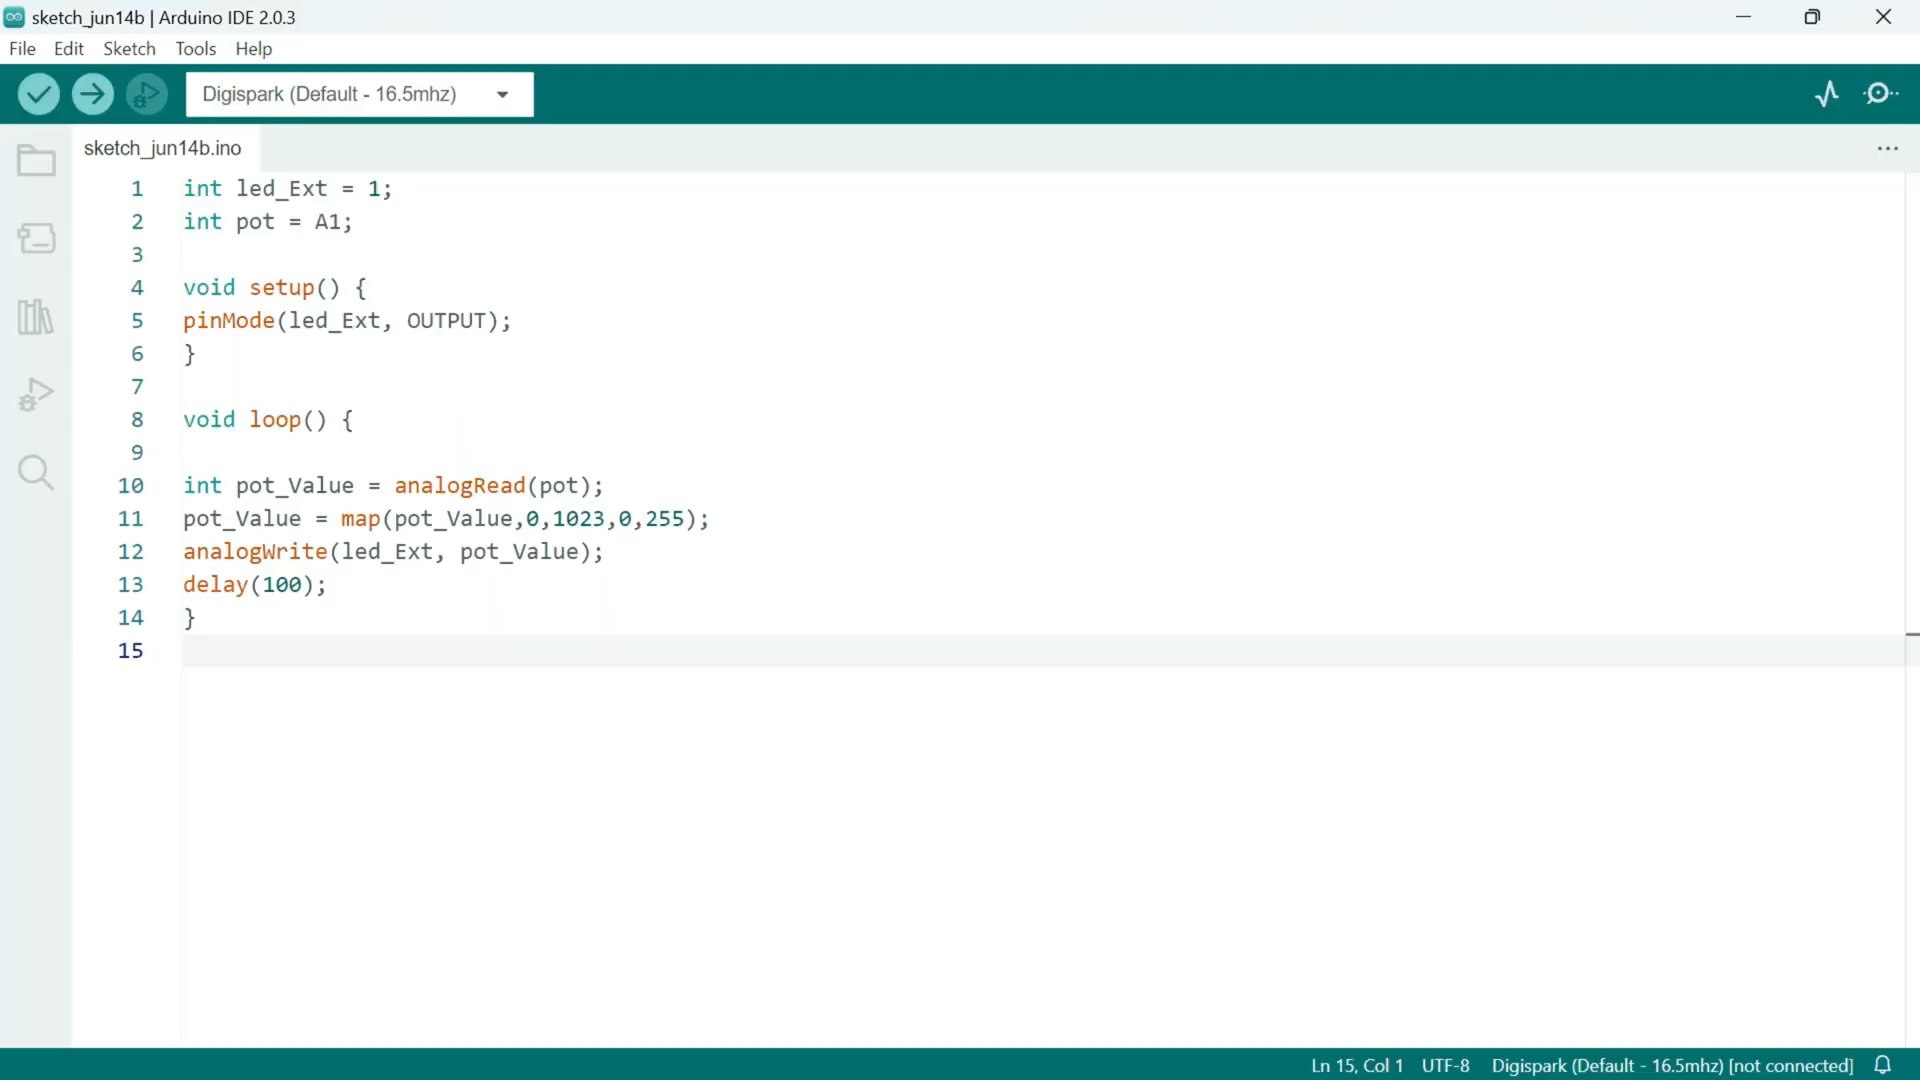 sketch_jun14b | Arduino IDE 2.0.3
File Edit Sketch Tools Help
Digispark (Default - 16.5mhz)
sketch_jun14b.ino
1 int led_Ext = 1;
2 int pot = A1;
3
4 void setup() {
5 pinMode(led_Ext, OUTPUT);
6 }
7
8 void loop() {
9
10 int pot_Value = analogRead(pot);
11 pot_Value = map(pot_Value,0,1023,0,255);
12 analogWrite(led_Ext, pot_Value);
13 delay(100);
14 }
15
Ln 15, Col 1 UTF-8 Digispark (Default - 16.5mhz) [not connected]